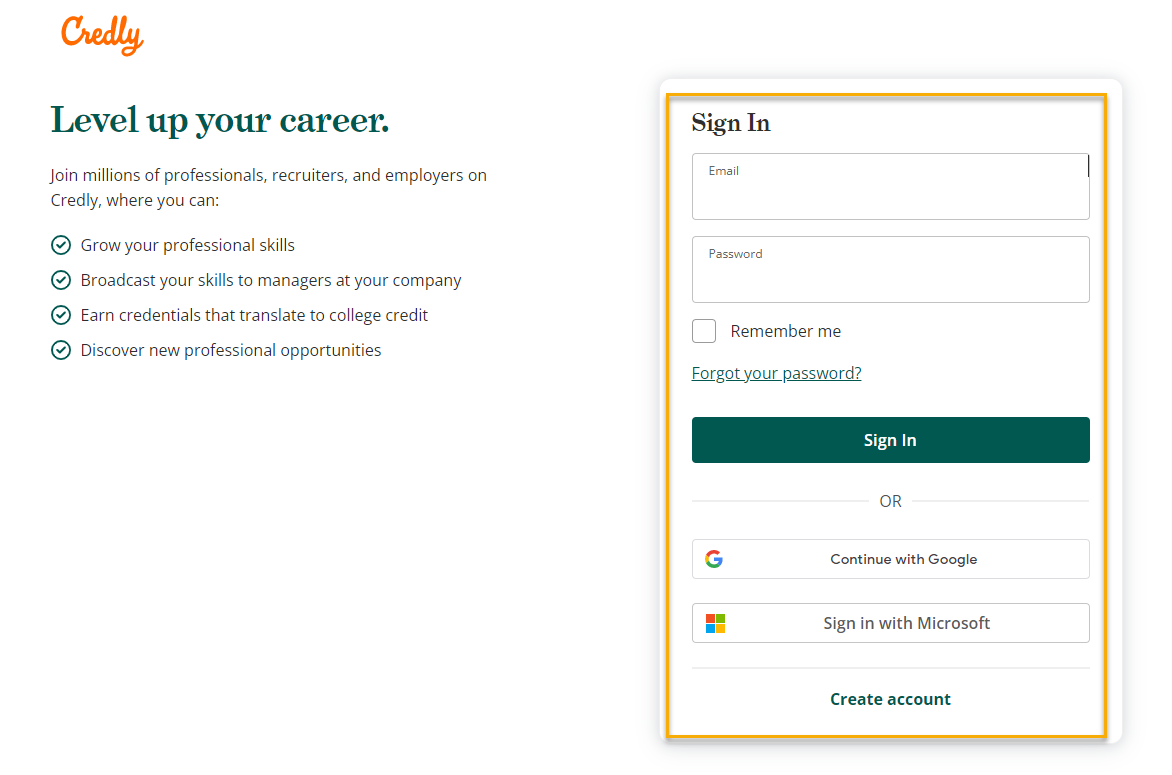 Credly
Level up your career.
Join millions of professionals, recruiters, and employers on
Credly, where you can:
Grow your professional skills
Broadcast your skills to managers at your company
Earn credentials that translate to college credit
Discover new professional opportunities
Sign In
Email
Password
Remember me
Forgot your password?
Sign In
OR
Continue with Google
Sign in with Microsoft
Create account